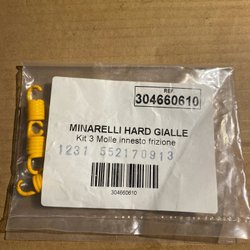 REF
304660610
MINARELLI HARD GIALLE
Kit 3 Molle innesto frizione
1231 552170913
304660610